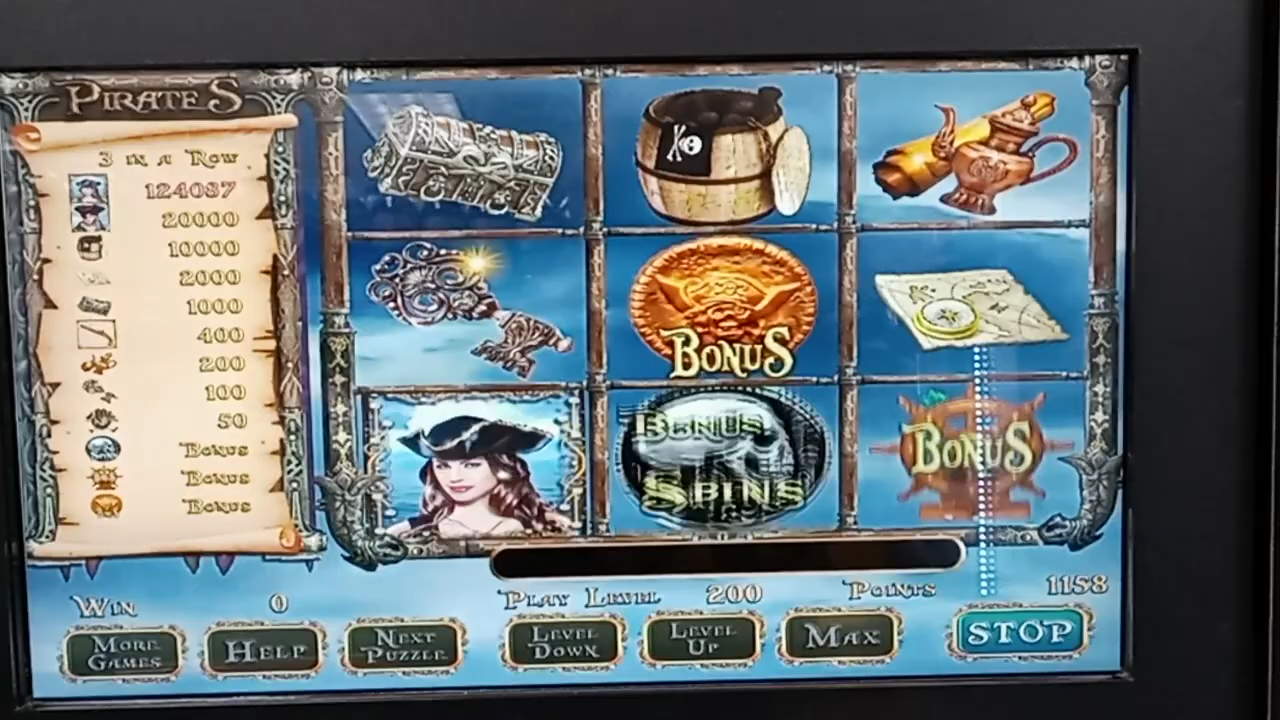 PIRATES
3 IN A ROW
124087
20000
10000
2000
1000
400
200
100
50
BONUS
BONUS
BONUS
BONUS
BONUS
SPINS
BONUS
WIN 0 PLAY LEVEL 200 POINTS 1158
MORE
GAMES
HELP
NEXT
PUZZLE
LEVEL
DOWN
LEVEL
UP
MAX
STOP